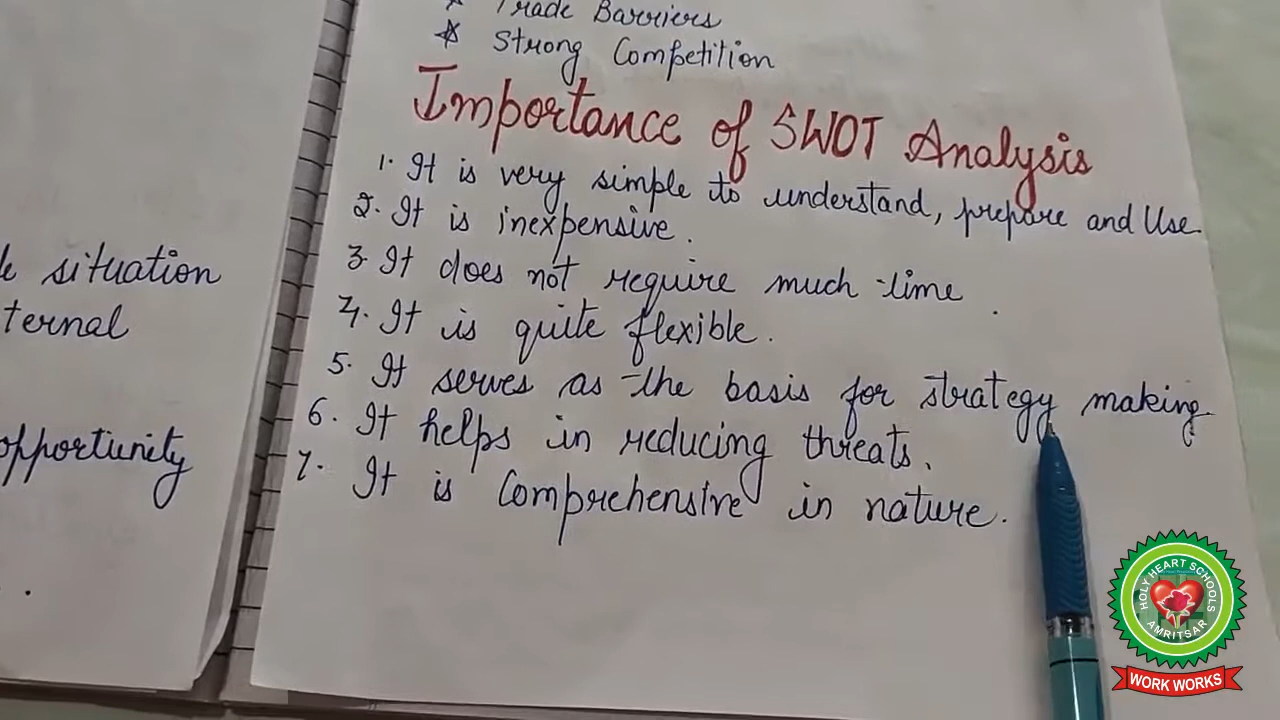 * Trade Barriers
* Strong Competition
Importance of SWOT Analysis
1. It is very simple to understand, prepare and Use.
2. It is inexpensive.
3. It does not require much time.
4. It is quite flexible.
5. It serves as the basis for strategy making
6. It helps in reducing threats.
7. It is Comprehensive in nature.
situation
ternal
opportunity
HOLY HEART SCHOOLS
AMRITSAR
WORK WORKS